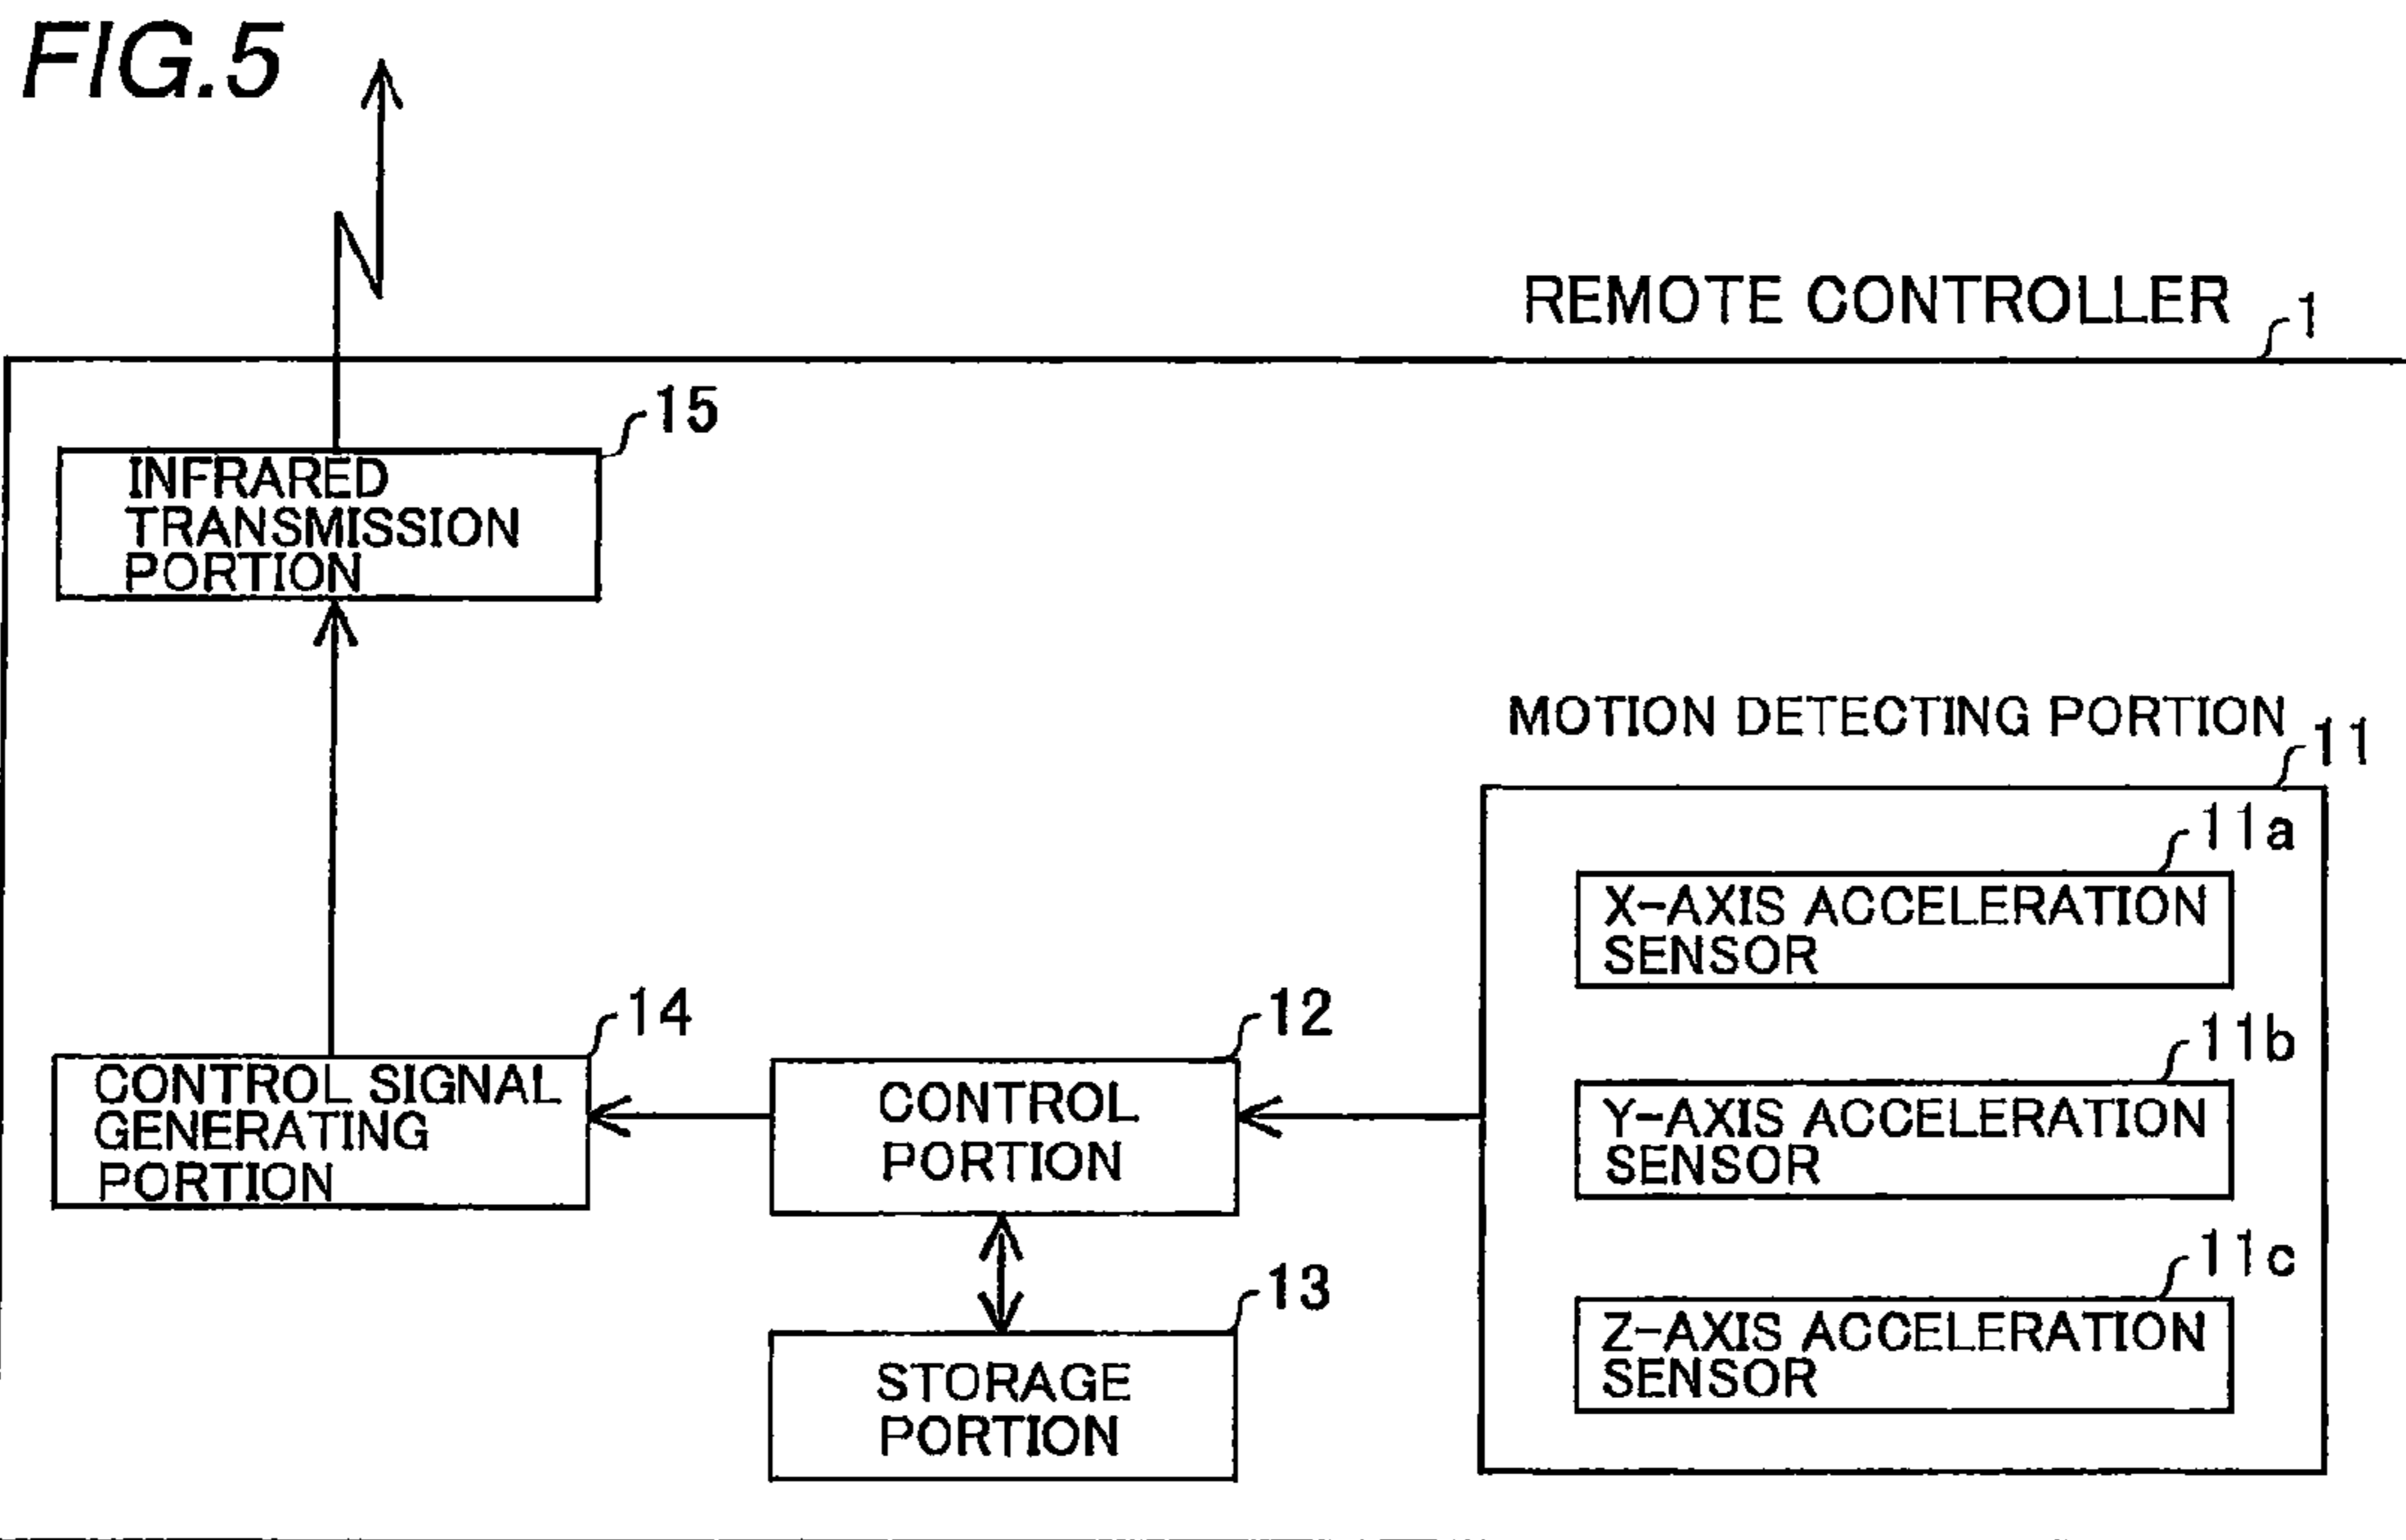 FIG.5
REMOTE CONTROLLER
1
15
INFRARED
TRANSMISSION
PORTION
MOTION DETECTING PORTION
11
11a
X-AXIS ACCELERATION
SENSOR
14
CONTROL SIGNAL
GENERATING
PORTION
12
CONTROL
PORTION
11b
Y-AXIS ACCELERATION
SENSOR
13
STORAGE
PORTION
11c
Z-AXIS ACCELERATION
SENSOR